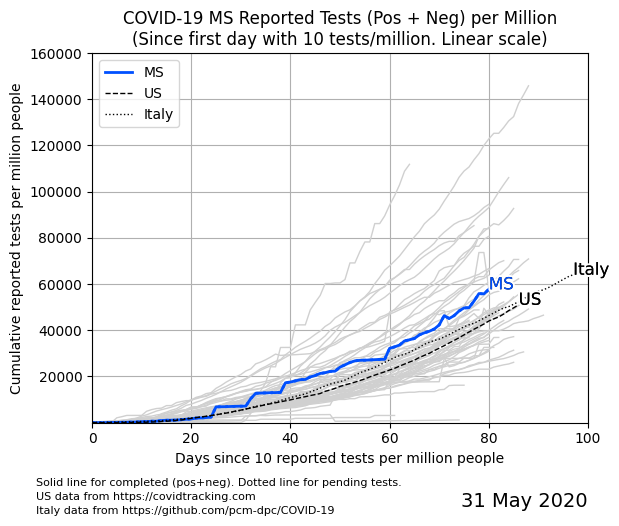 COVID-19 MS Reported Tests (Pos + Neg) per Million
(Since first day with 10 tests/million. Linear scale)
Cumulative reported tests per million people
160000
140000
120000
100000
80000
60000
40000
20000
MS
US
Italy
Italy
MS
US
0
20
40
60
80
100
Days since 10 reported tests per million people
Solid line for completed (pos+neg). Dotted line for pending tests.
US data from https://covidtracking.com
Italy data from https://github.com/pcm-dpc/COVID-19
31 May 2020